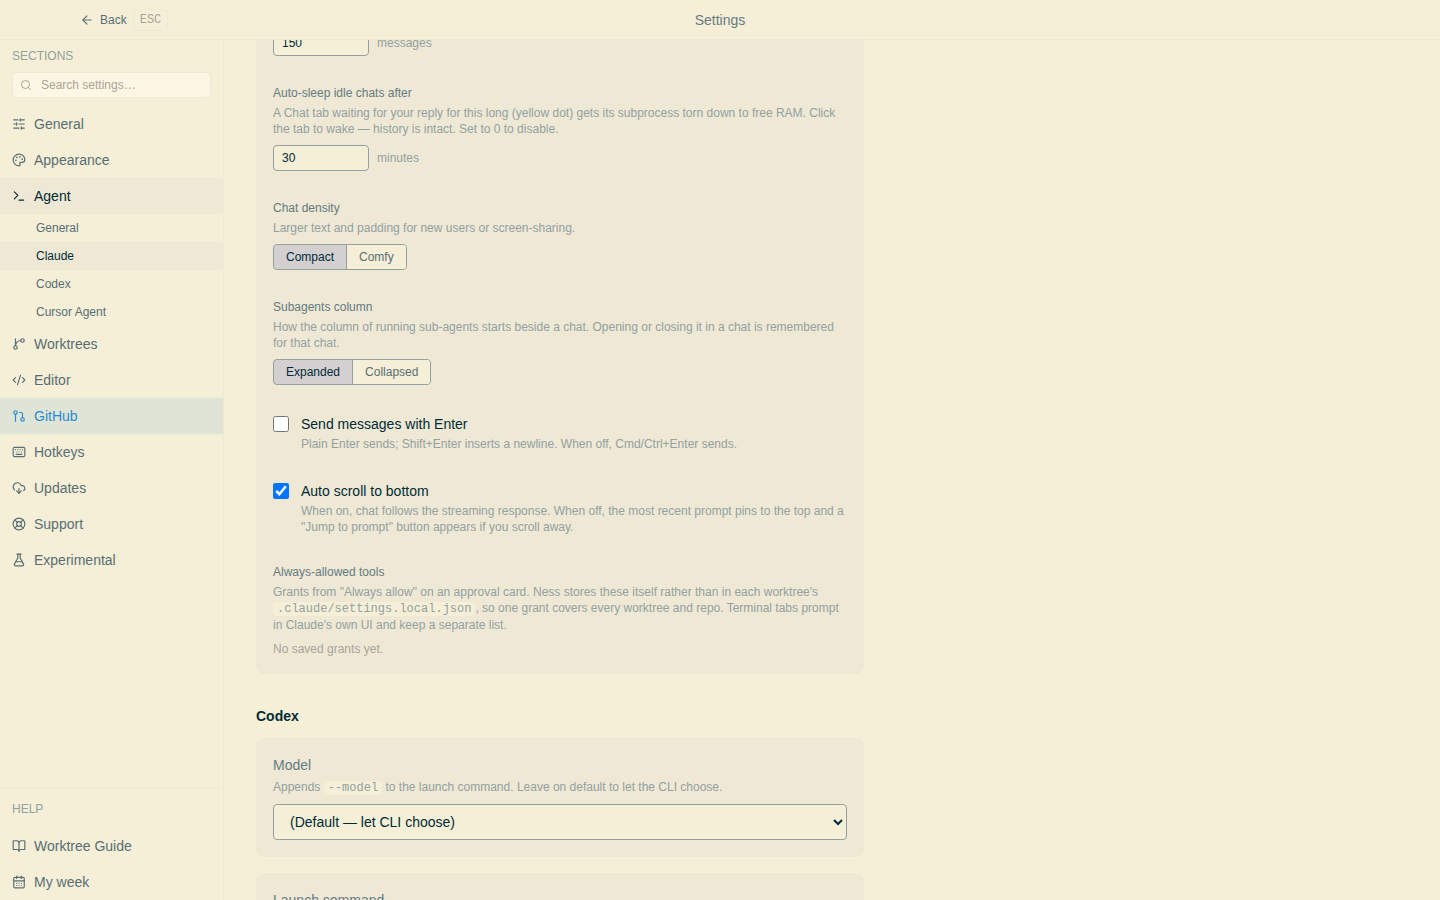 Back ESC
Settings
SECTIONS
Search settings…
General
Appearance
Agent
General
Claude
Codex
Cursor Agent
Worktrees
Editor
GitHub
Hotkeys
Updates
Support
Experimental
HELP
Worktree Guide
My week
150 messages
Auto-sleep idle chats after
A Chat tab waiting for your reply for this long (yellow dot) gets its subprocess torn down to free RAM. Click
the tab to wake — history is intact. Set to 0 to disable.
30 minutes
Chat density
Larger text and padding for new users or screen-sharing.
Compact Comfy
Subagents column
How the column of running sub-agents starts beside a chat. Opening or closing it in a chat is remembered
for that chat.
Expanded Collapsed
Send messages with Enter
Plain Enter sends; Shift+Enter inserts a newline. When off, Cmd/Ctrl+Enter sends.
Auto scroll to bottom
When on, chat follows the streaming response. When off, the most recent prompt pins to the top and a
"Jump to prompt" button appears if you scroll away.
Always-allowed tools
Grants from "Always allow" on an approval card. Ness stores these itself rather than in each worktree's
.claude/settings.local.json , so one grant covers every worktree and repo. Terminal tabs prompt
in Claude's own UI and keep a separate list.
No saved grants yet.
Codex
Model
Appends --model to the launch command. Leave on default to let the CLI choose.
(Default — let CLI choose)
Launch command